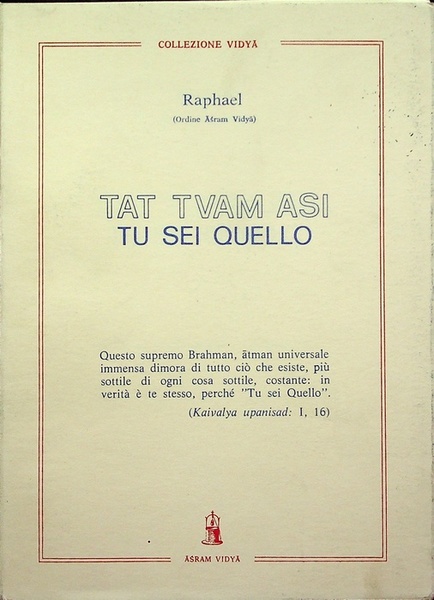 COLLEZIONE VIDYĀ
Raphael
(Ordine Āśram Vidyā)
TAT TVAM ASI
TU SEI QUELLO
Questo supremo Brahman, ātman universale
immensa dimora di tutto ciò che esiste, più
sottile di ogni cosa sottile, costante: in
verità è te stesso, perché "Tu sei Quello".
(Kaivalya upanisad: I, 16)
ĀŚRAM VIDYĀ